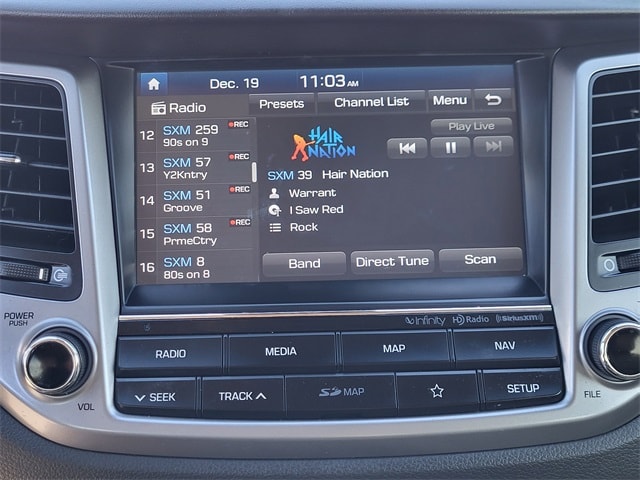 Dec. 19 11:03 AM
Radio Presets Channel List Menu
12 SXM 259 REC
90s on 9
13 SXM 57 REC
Y2Kntry
14 SXM 51 REC
Groove
15 SXM 58 REC
PrmeCtry
16 SXM 8
80s on 8
HAIR NATION
Play Live
SXM 39 Hair Nation
Warrant
I Saw Red
Rock
Band Direct Tune Scan
Infinity HD Radio SiriusXM
POWER
PUSH
VOL
RADIO MEDIA MAP NAV
SEEK TRACK SD MAP SETUP
FILE